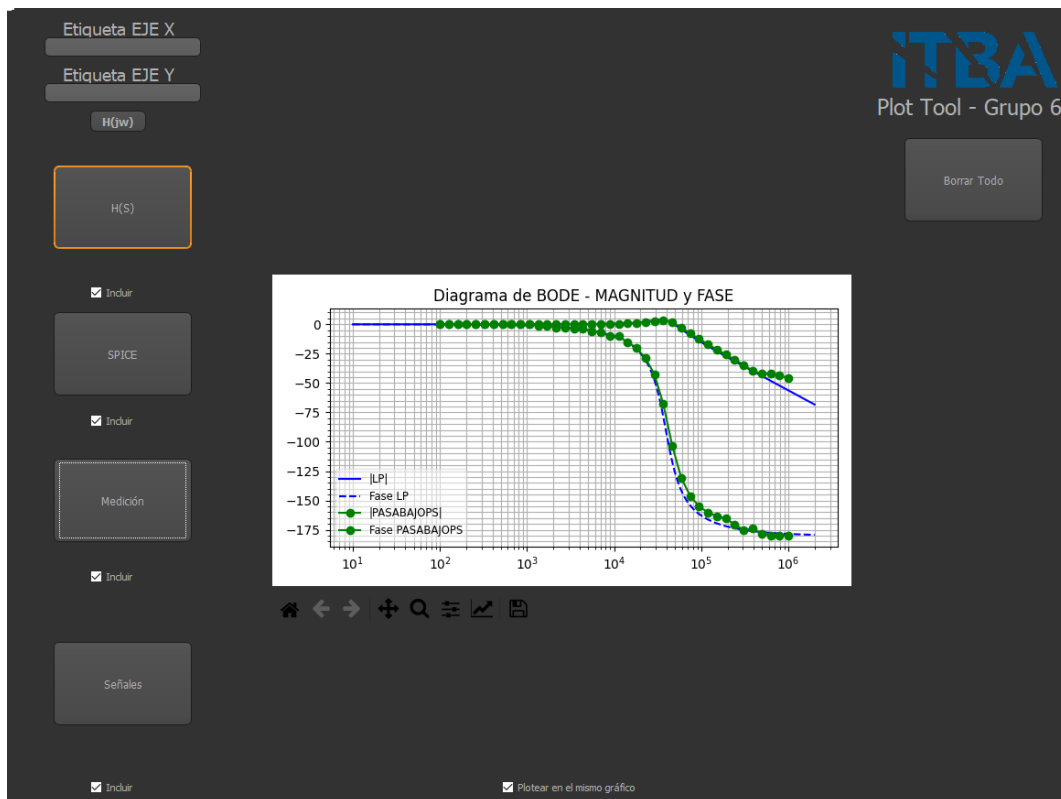 Etiqueta EJE X
Etiqueta EJE Y
H(jw)
H(S)
Incluir
SPICE
Incluir
Medición
Incluir
Señales
Incluir
iTBA
Plot Tool - Grupo 6
Borrar Todo
Diagrama de BODE - MAGNITUD y FASE
0
−25
−50
−75
−100
−125
−150
−175
|LP|
Fase LP
|PASABAJOPS|
Fase PASABAJOPS
10¹ 10² 10³ 10⁴ 10⁵ 10⁶
Plotear en el mismo gráfico